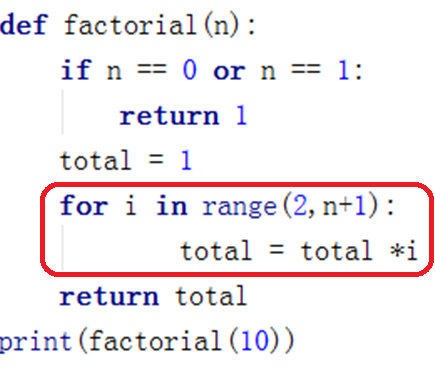 def factorial(n):
    if n == 0 or n == 1:
        return 1
    total = 1
    for i in range(2,n+1):
            total = total *i
    return total
print(factorial(10))